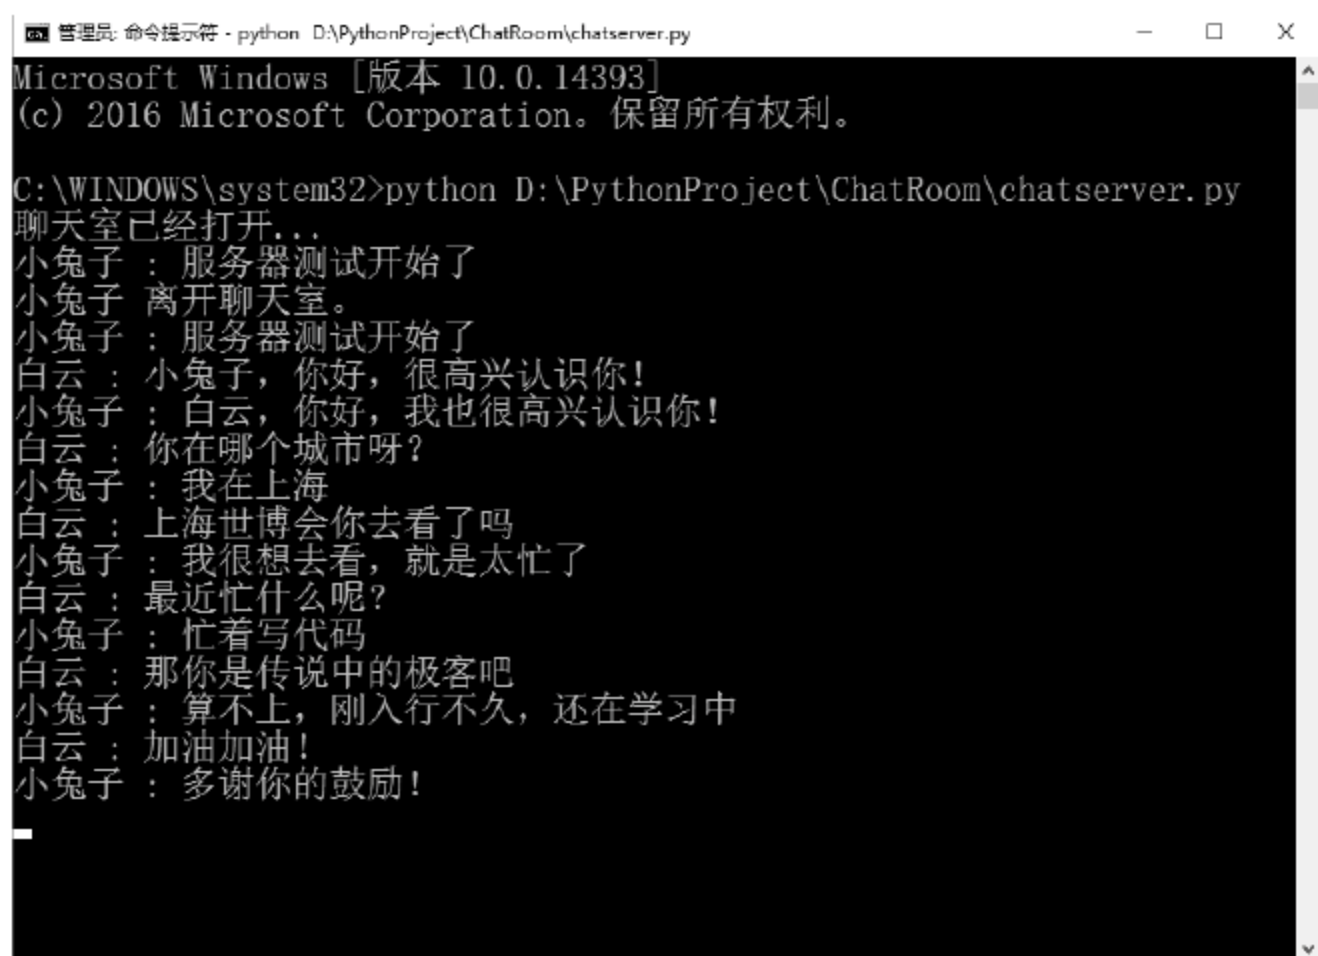 管理员: 命令提示符 - python  D:\PythonProject\ChatRoom\chatserver.py
Microsoft Windows [版本 10.0.14393]
(c) 2016 Microsoft Corporation。保留所有权利。
C:\WINDOWS\system32>python D:\PythonProject\ChatRoom\chatserver.py
聊天室已经打开...
小兔子 : 服务器测试开始了
小兔子 离开聊天室。
小兔子 : 服务器测试开始了
白云 : 小兔子，你好，很高兴认识你!
小兔子 : 白云，你好，我也很高兴认识你!
白云 : 你在哪个城市呀?
小兔子 : 我在上海
白云 : 上海世博会你去看了吗
小兔子 : 我很想去看，就是太忙了
白云 : 最近忙什么呢?
小兔子 : 忙着写代码
白云 : 那你是传说中的极客吧
小兔子 : 算不上，刚入行不久，还在学习中
白云 : 加油加油!
小兔子 : 多谢你的鼓励!